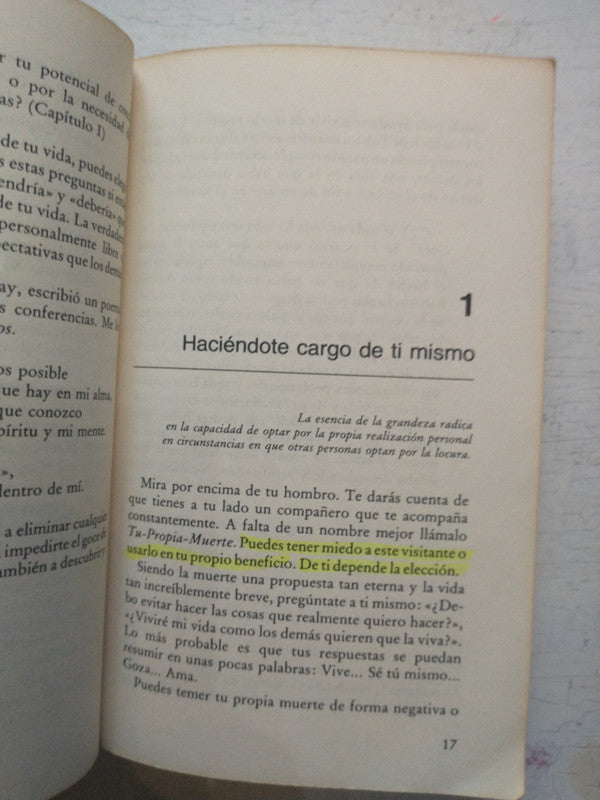 r tu potencial de
o por la necesidad
as? (Capítulo I)
de tu vida, puedes
s estas preguntas si
endría» y «debería»
de tu vida. La
personalmente libre
ectativas que los
ay, escribió un
s conferencias. Me
os.
os posible
ue hay en mi alma,
que conozco
píritu y mi mente.
»,
dentro de mí.
a eliminar
impedirte el goce de
también a descubrir
1
Haciéndote cargo de ti mismo
La esencia de la grandeza radica
en la capacidad de optar por la propia realización personal
en circunstancias en que otras personas optan por la locura.
Mira por encima de tu hombro. Te darás cuenta de
que tienes a tu lado un compañero que te acompaña
constantemente. A falta de un nombre mejor llámalo
Tu-Propia-Muerte. Puedes tener miedo a este visitante o
usarlo en tu propio beneficio. De ti depende la elección.
Siendo la muerte una propuesta tan eterna y la vida
tan increíblemente breve, pregúntate a ti mismo: «¿De-
bo evitar hacer las cosas que realmente quiero hacer?»,
«¿Viviré mi vida como los demás quieren que la viva?».
Lo más probable es que tus respuestas se puedan
resumir en unas pocas palabras: Vive... Sé tú mismo...
Goza... Ama.
Puedes temer tu propia muerte de forma negativa o
17